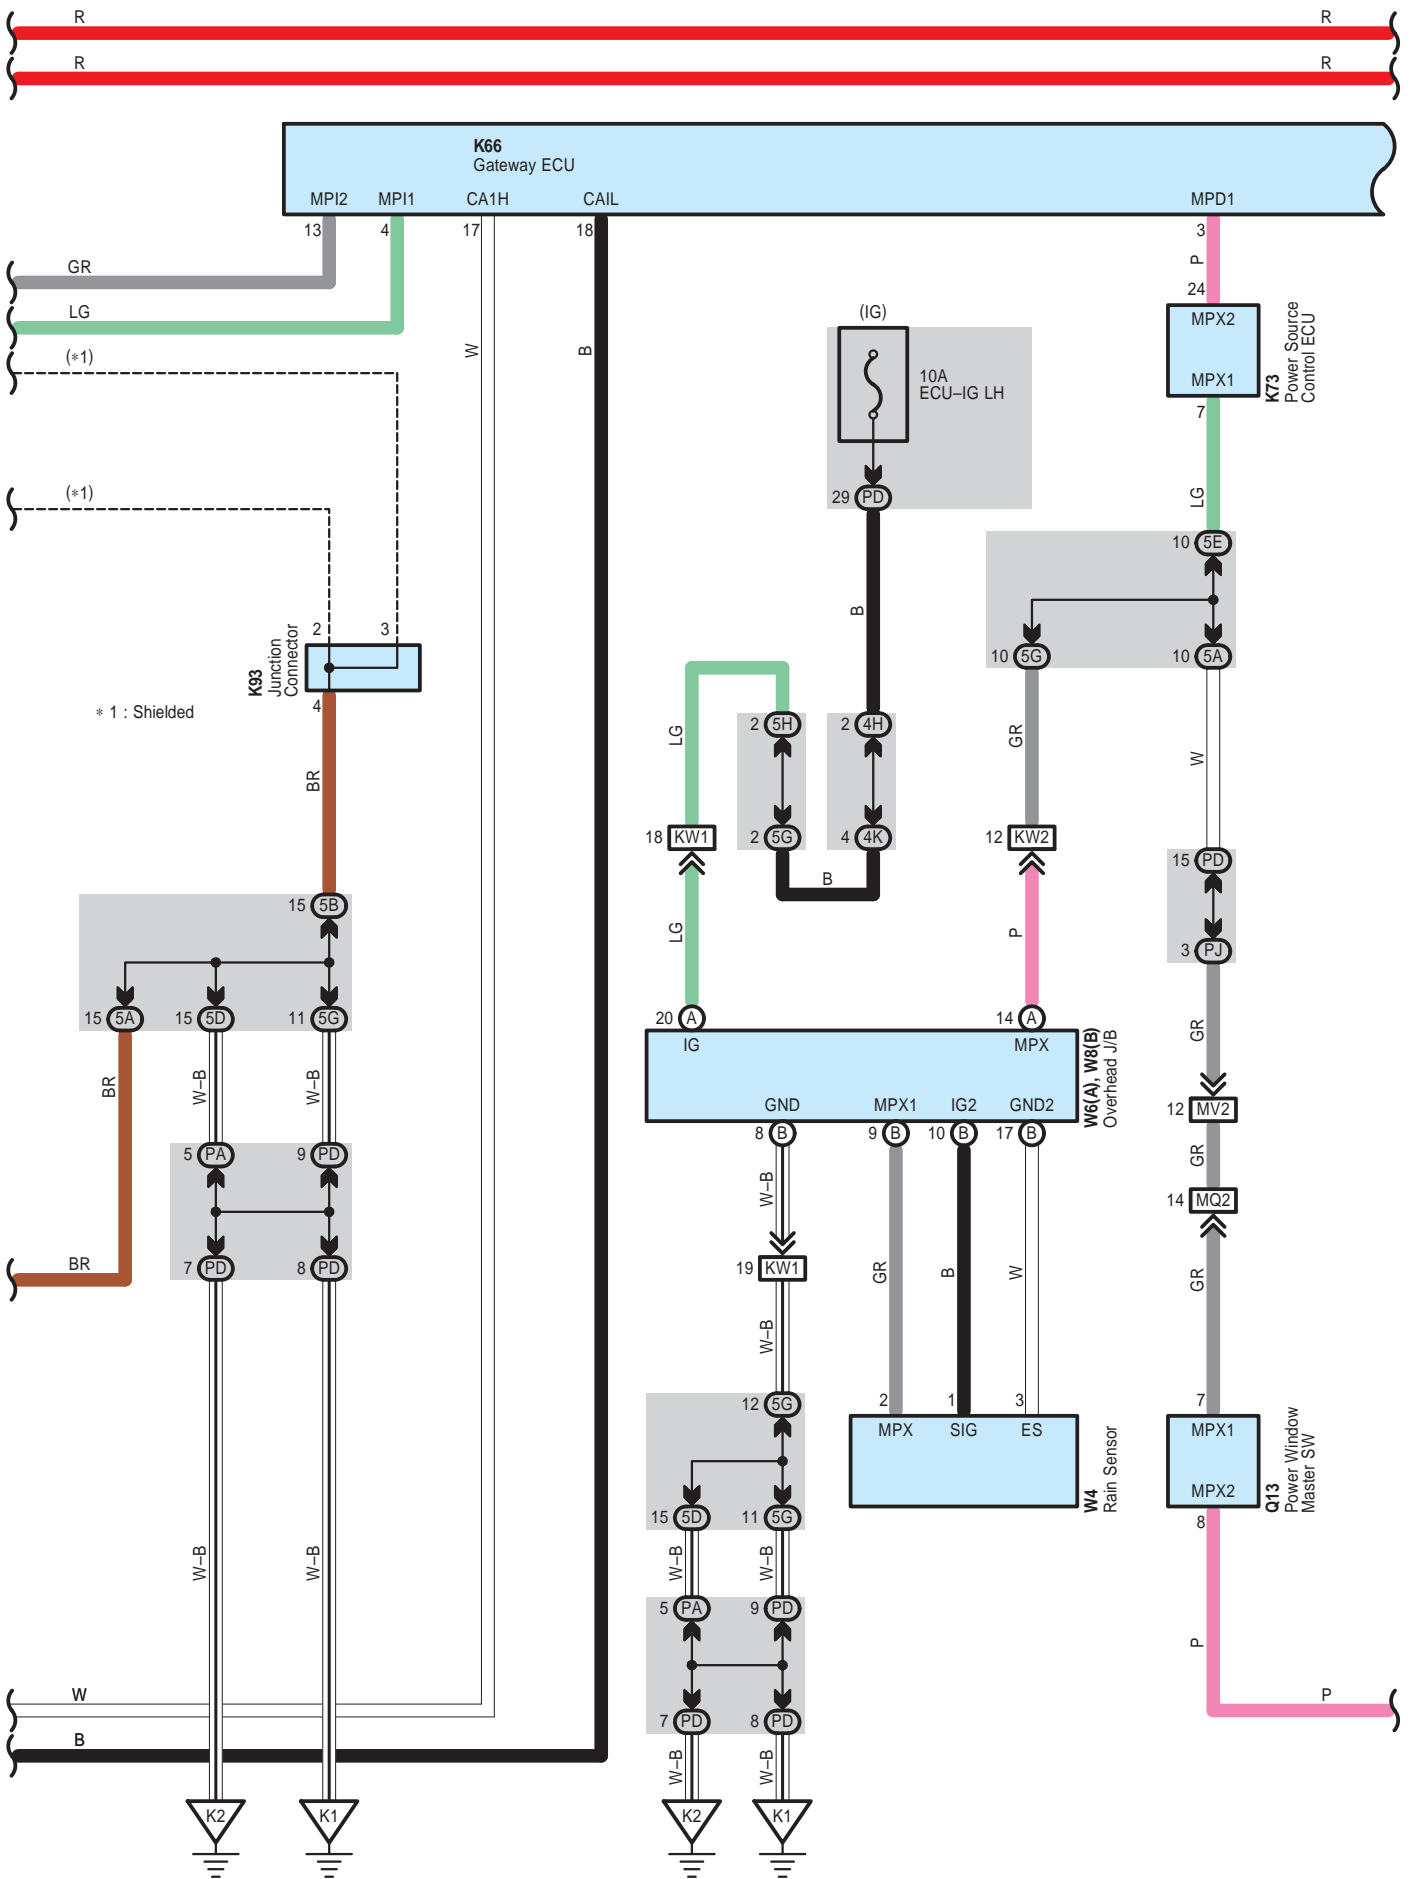 R R
R R
K66
Gateway ECU
MPI2 MPI1 CA1H CAIL MPD1
13 4 17 18 3
P
GR
24
LG
(IG)
MPX2
(∗1)
W
B
10A
ECU–IG LH
MPX1
K73
Power Source
Control ECU
7
(∗1)
29 PD
LG
10 5E
B
2 3
K93
Junction
Connector
10 5G 10 5A
4
∗ 1 : Shielded
2 5H 2 4H
LG
GR
W
BR
18 KW1 2 5G 4 4K 12 KW2
15 PD
B
15 5B
LG
P
3 PJ
15 5A 15 5D 11 5G
20 A 14 A
IG MPX
W6(A), W8(B)
Overhead J/B
GR
BR
W–B
W–B
GND MPX1 IG2 GND2
12 MV2
8 B 9 B 10 B 17 B
5 PA 9 PD
GR
W–B
14 MQ2
BR
7 PD 8 PD
19 KW1
GR
B
W
GR
W–B
12 5G
2 1 3 7
MPX SIG ES
W4
Rain Sensor
MPX1
MPX2
Q13
Power Window
Master SW
15 5D 11 5G
8
W–B
W–B
W–B
W–B
5 PA 9 PD
P
W
P
7 PD 8 PD
B
W–B
W–B
K2 K1 K2 K1